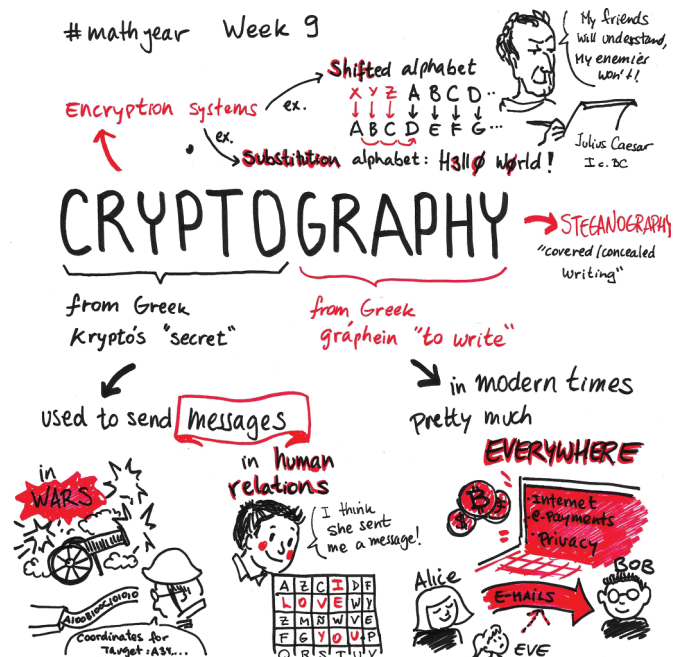 #mathyear Week 9
Encryption systems
ex.
Shifted alphabet
X Y Z A B C D ..
A B C D E F G ...
ex.
Substitution alphabet: H3llø Wørld!
My friends
will understand,
My enemies
won't!
Julius Caesar
I c. BC
CRYPTOGRAPHY
STEGANOGRAPHY
"covered/concealed
writing"
from Greek
Kryptós "secret"
from Greek
gráphein "to write"
used to send messages
in
WARS
in human
relations
I think
she sent
me a message!
A Z C I D F
L O V E W Y
Z M Ñ W V E
F G Y O U P
Q R S T U V
Coordinates for
Target: A34....
in modern times
pretty much
EVERYWHERE
B
$
·Internet
·e-Payments
·Privacy
Alice
E-MAILS
BOB
EVE